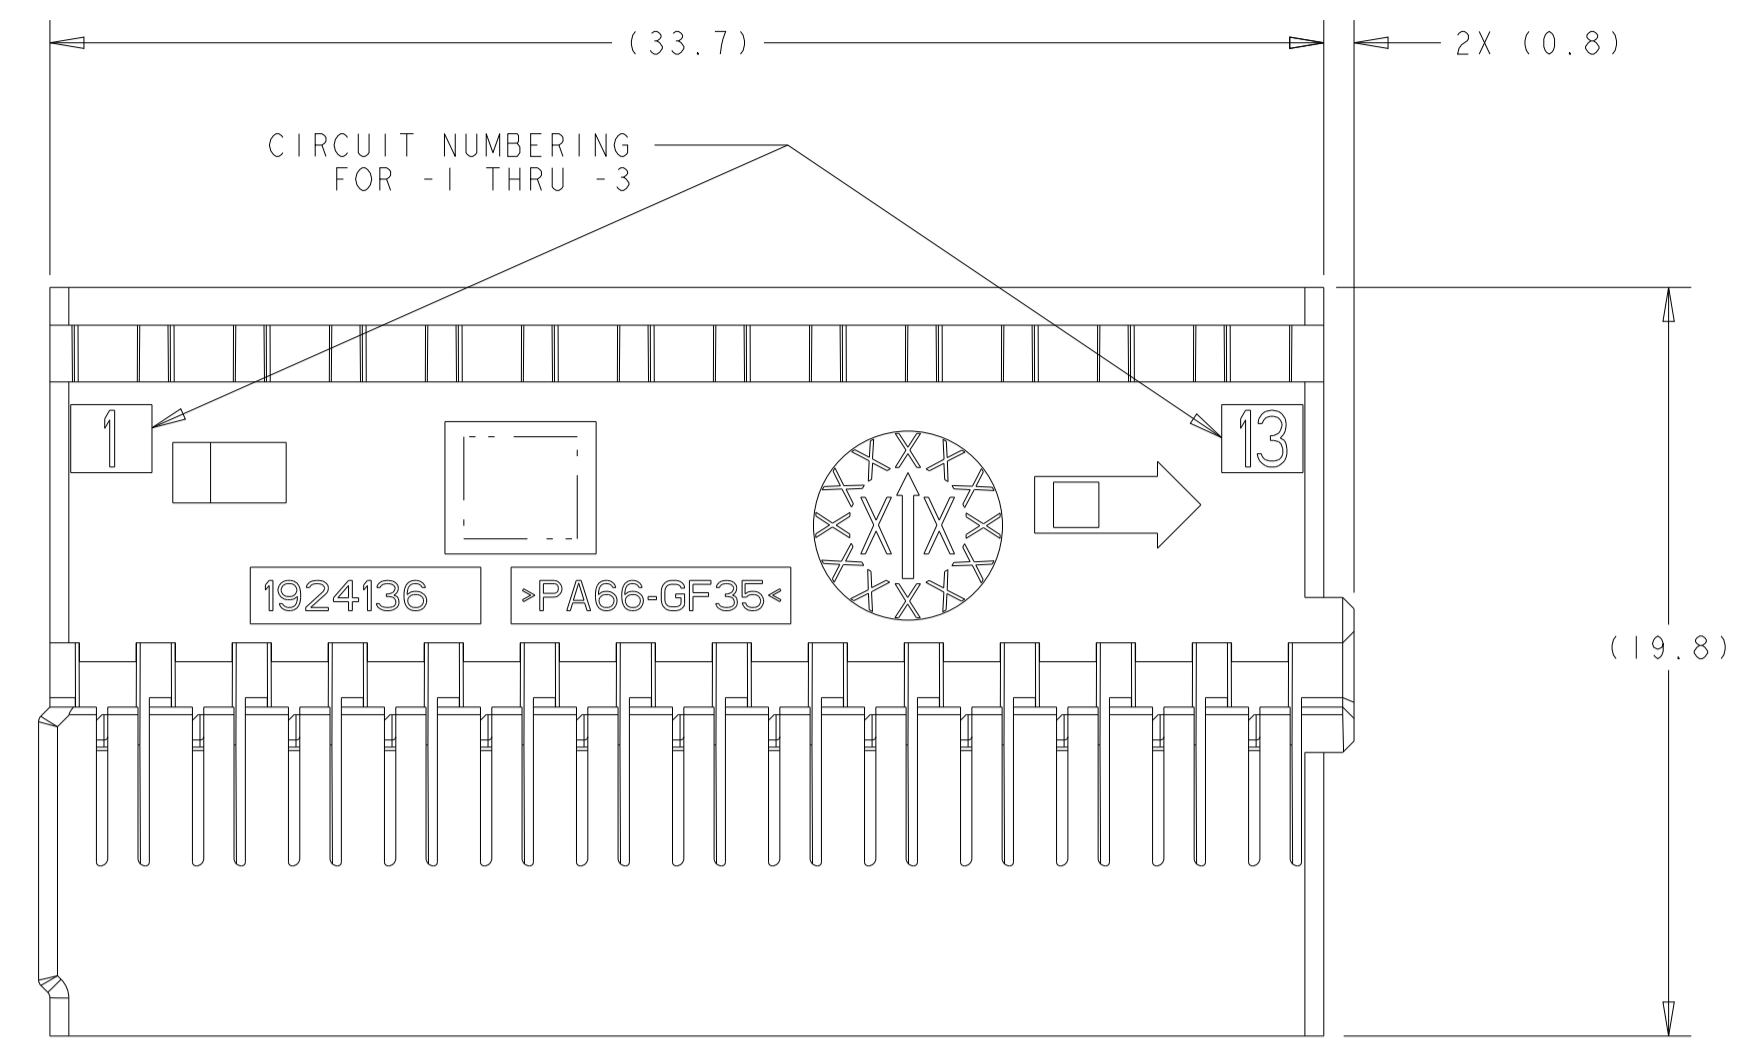 (33.7)
2X (0.8)
CIRCUIT NUMBERING
FOR -1 THRU -3
1
13
X X X X X X X X X X X X X X
1924136
>PA66-GF35<
(19.8)